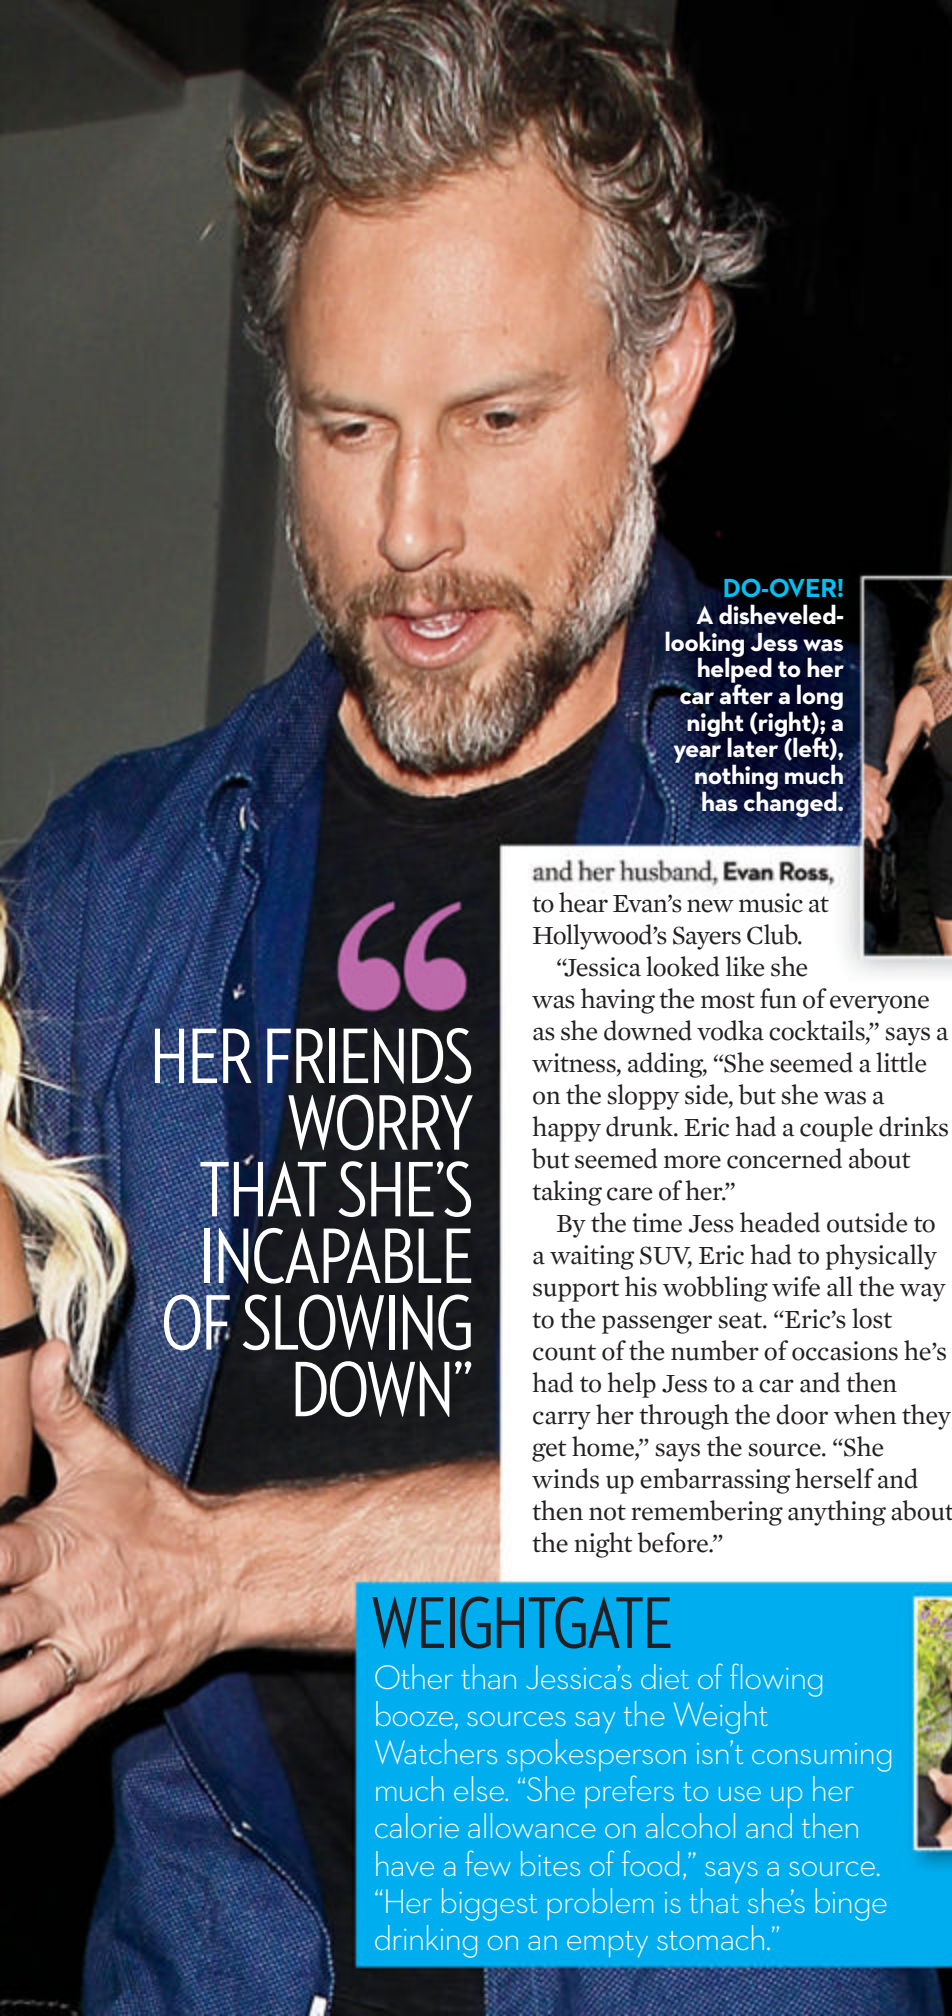 DO-OVER!
A disheveled-
looking Jess was
helped to her
car after a long
night (right); a
year later (left),
nothing much
has changed.
and her husband, Evan Ross,
to hear Evan’s new music at
Hollywood’s Sayers Club.
“Jessica looked like she
was having the most fun of everyone
as she downed vodka cocktails,” says a
witness, adding, “She seemed a little
on the sloppy side, but she was a
happy drunk. Eric had a couple drinks
but seemed more concerned about
taking care of her.”
By the time Jess headed outside to
a waiting SUV, Eric had to physically
support his wobbling wife all the way
to the passenger seat. “Eric’s lost
count of the number of occasions he’s
had to help Jess to a car and then
carry her through the door when they
get home,” says the source. “She
winds up embarrassing herself and
then not remembering anything about
the night before.”
“
HER FRIENDS
WORRY
THAT SHE’S
INCAPABLE
OF SLOWING
DOWN”
WEIGHTGATE
Other than Jessica’s diet of flowing
booze, sources say the Weight
Watchers spokesperson isn’t consuming
much else. “She prefers to use up her
calorie allowance on alcohol and then
have a few bites of food,” says a source.
“Her biggest problem is that she’s binge
drinking on an empty stomach.”